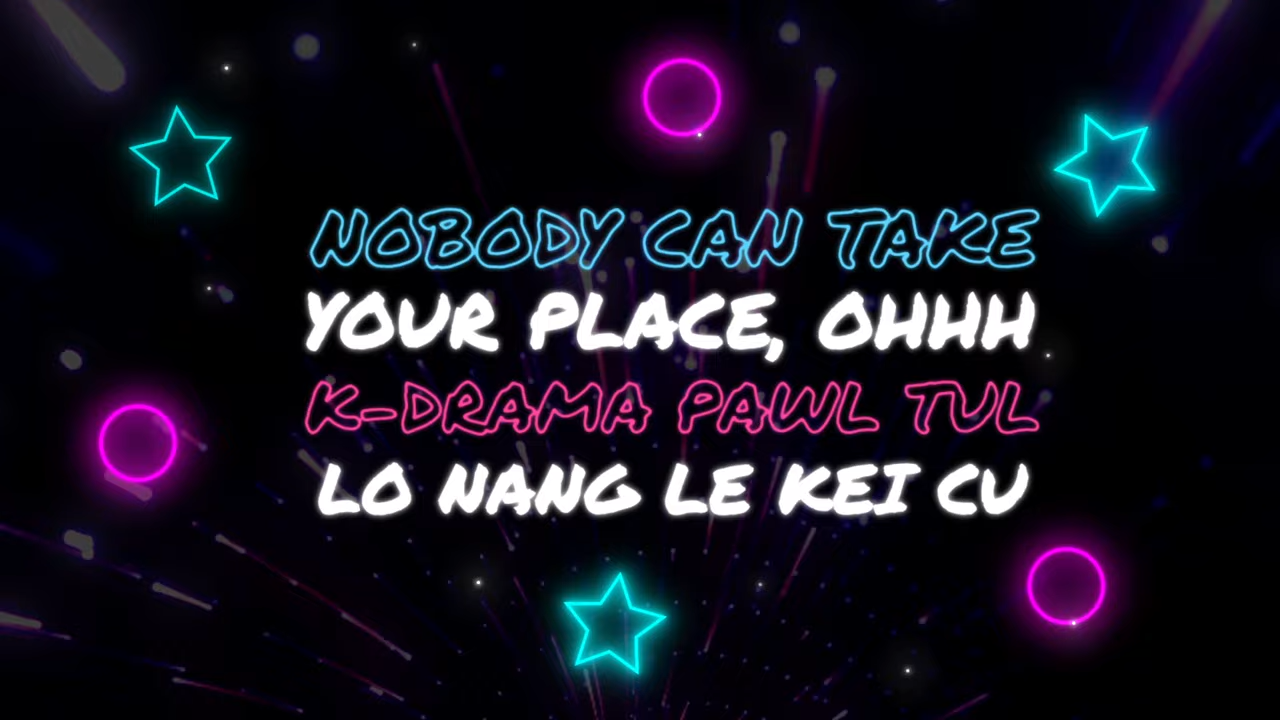 NOBODY CAN TAKE
YOUR PLACE, OHHH
K-DRAMA PAWL TUL
LO NANG LE KEI CU